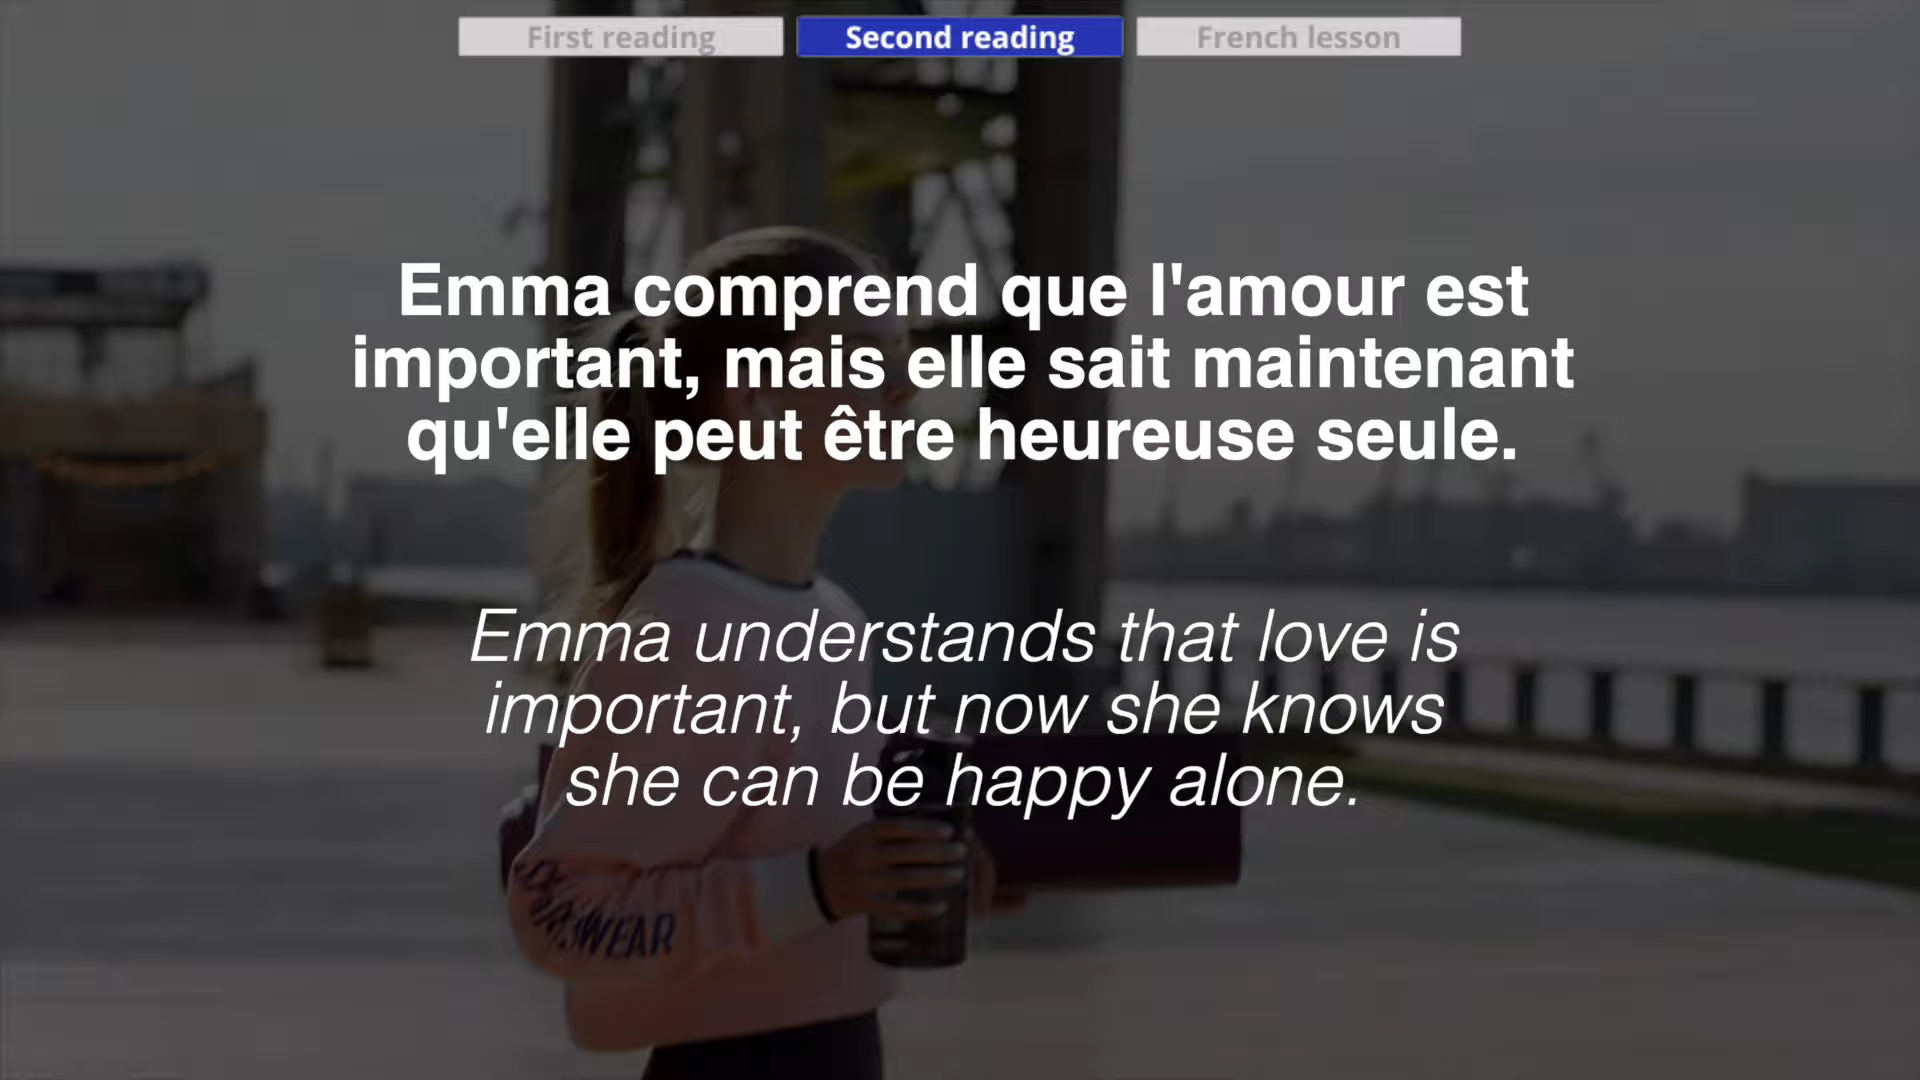 First reading
Second reading
French lesson
Emma comprend que l'amour est
important, mais elle sait maintenant
qu'elle peut être heureuse seule.
Emma understands that love is
important, but now she knows
she can be happy alone.